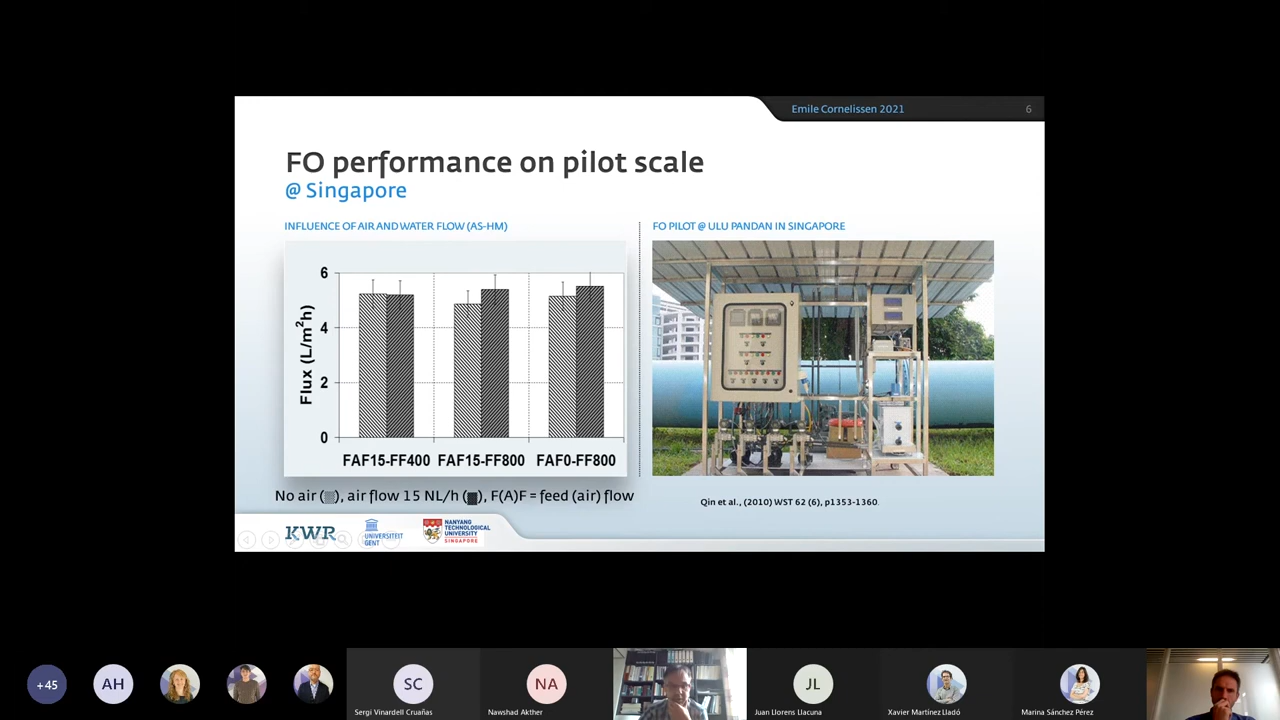 Emile Cornelissen 2021
6
FO performance on pilot scale
@ Singapore
INFLUENCE OF AIR AND WATER FLOW (AS-HM)
FO PILOT @ ULU PANDAN IN SINGAPORE
Flux (L/m²h)
6
4
2
0
FAF15-FF400 FAF15-FF800 FAF0-FF800
No air (▨), air flow 15 NL/h (▨), F(A)F = feed (air) flow
Qin et al., (2010) WST 62 (6), p1353-1360.
KWR
UNIVERSITEIT
GENT
NANYANG
TECHNOLOGICAL
UNIVERSITY
SINGAPORE
+45
AH
SC
NA
JL
Sergi Vinardell Cruañas
Nawshad Akther
Juan Llorens Llacuna
Xavier Martínez Lladó
Marina Sánchez Pérez